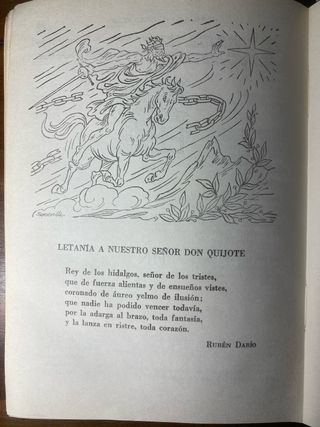 LETANÍA A NUESTRO SEÑOR DON QUIJOTE
Rey de los hidalgos, señor de los tristes,
que de fuerza alientas y de ensueños vistes,
coronado de áureo yelmo de ilusión;
que nadie ha podido vencer todavía,
por la adarga al brazo, toda fantasía,
y la lanza en ristre, toda corazón.
RUBÉN DARÍO